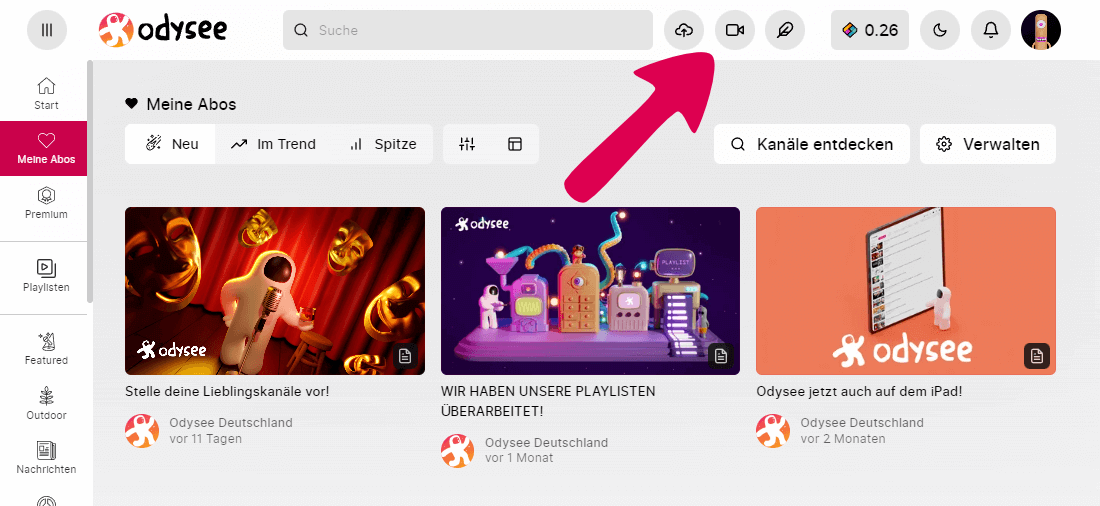 odysee
Suche
0.26
Start
Meine Abos
Premium
Playlisten
Featured
Outdoor
Nachrichten
Meine Abos
Neu
Im Trend
Spitze
Kanäle entdecken
Verwalten
odysee
odysee
PLAYLIST
odysee
Stelle deine Lieblingskanäle vor!
Odysee Deutschland
vor 11 Tagen
WIR HABEN UNSERE PLAYLISTEN
ÜBERARBEITET!
Odysee Deutschland
vor 1 Monat
Odysee jetzt auch auf dem iPad!
Odysee Deutschland
vor 2 Monaten